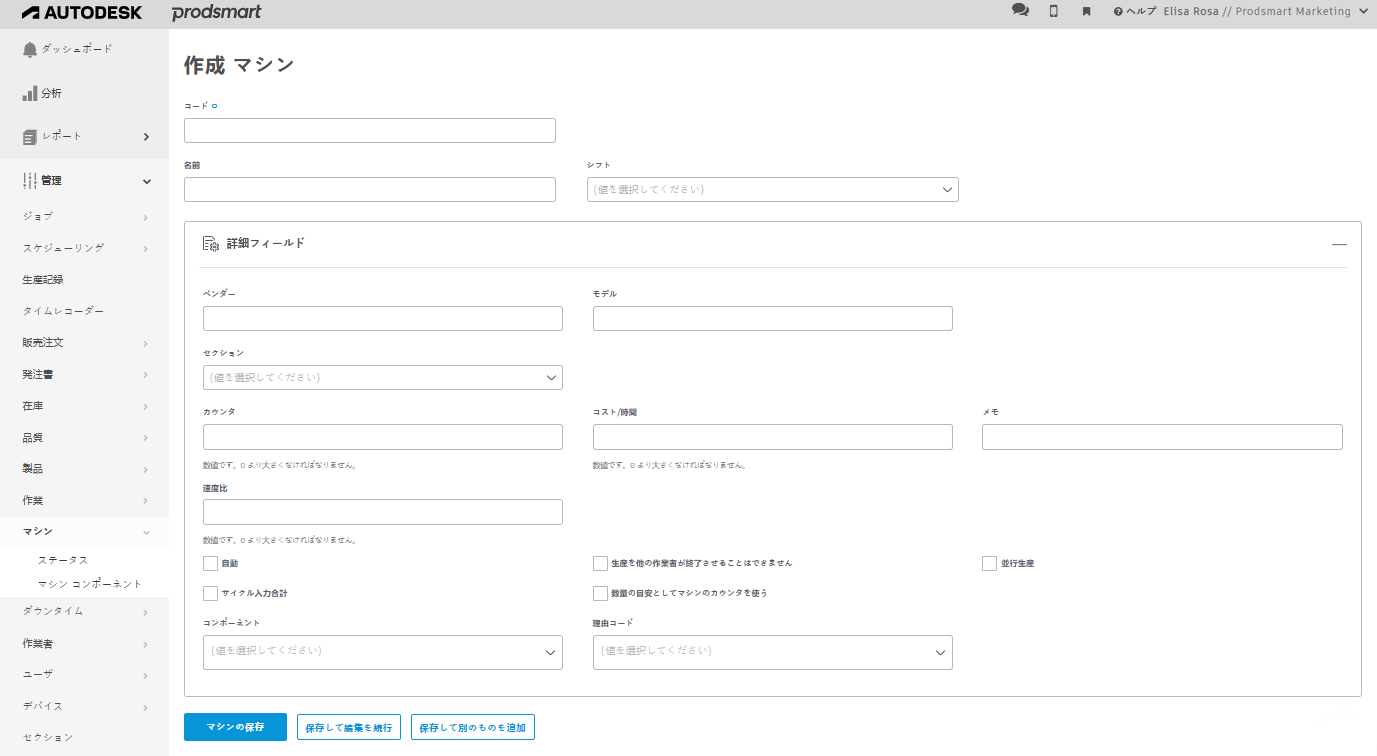 AUTODESK prodsmart
ヘルプ Elisa Rosa // Prodsmart Marketing
ダッシュボード
分析
レポート
管理
ジョブ
スケジューリング
生産記録
タイムレコーダー
販売注文
発注書
在庫
品質
製品
作業
マシン
ステータス
マシン コンポーネント
ダウンタイム
作業者
ユーザ
デバイス
セクション
作成 マシン
コード
名前 シフト
(値を選択してください)
詳細フィールド
ベンダー モデル
セクション
(値を選択してください)
カウンタ コスト/時間 メモ
数値です。0 より大きくなければなりません。 数値です。0 より大きくなければなりません。
速度比
数値です。0 より大きくなければなりません。
自動 生産を他の作業者が終了させることはできません 並行生産
サイクル入力合計 数量の目安としてマシンのカウンタを使う
コンポーネント 理由コード
(値を選択してください) (値を選択してください)
マシンの保存 保存して編集を続行 保存して別のものを追加